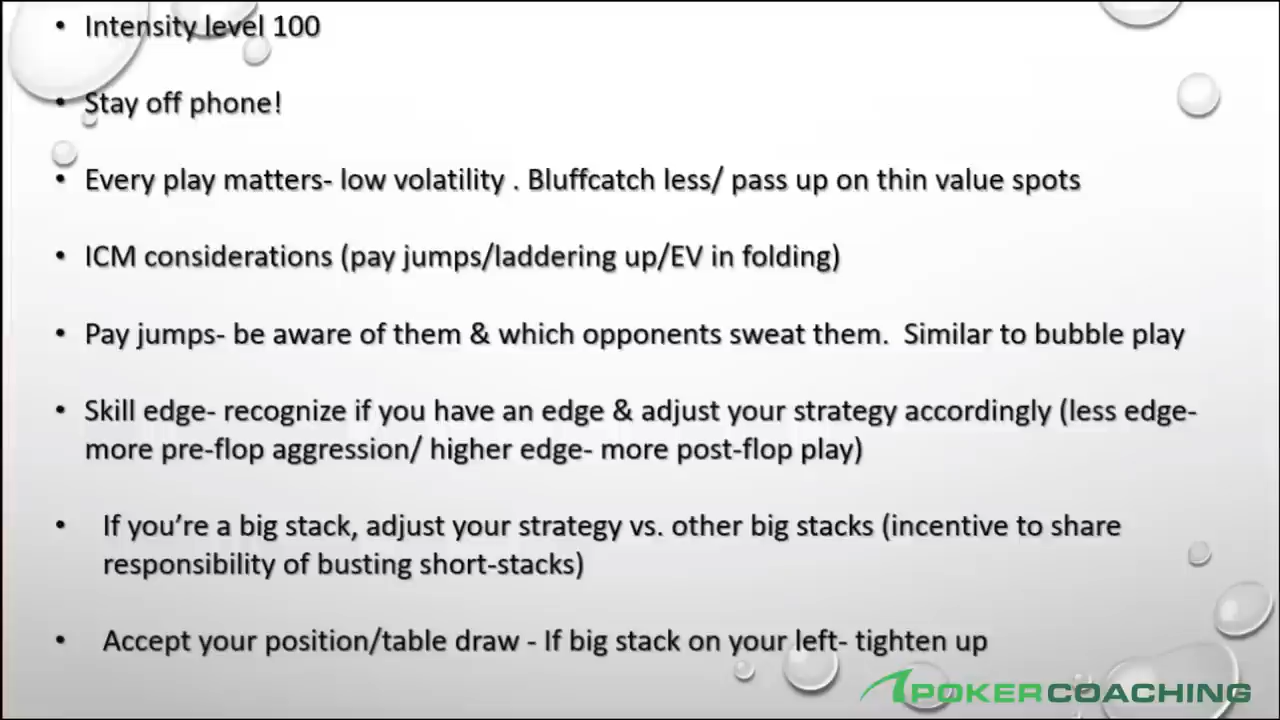 • Intensity level 100
• Stay off phone!
• Every play matters- low volatility . Bluffcatch less/ pass up on thin value spots
• ICM considerations (pay jumps/laddering up/EV in folding)
• Pay jumps- be aware of them & which opponents sweat them.  Similar to bubble play
• Skill edge- recognize if you have an edge & adjust your strategy accordingly (less edge-
more pre-flop aggression/ higher edge- more post-flop play)
• If you’re a big stack, adjust your strategy vs. other big stacks (incentive to share
responsibility of busting short-stacks)
• Accept your position/table draw - If big stack on your left- tighten up
POKERCOACHING